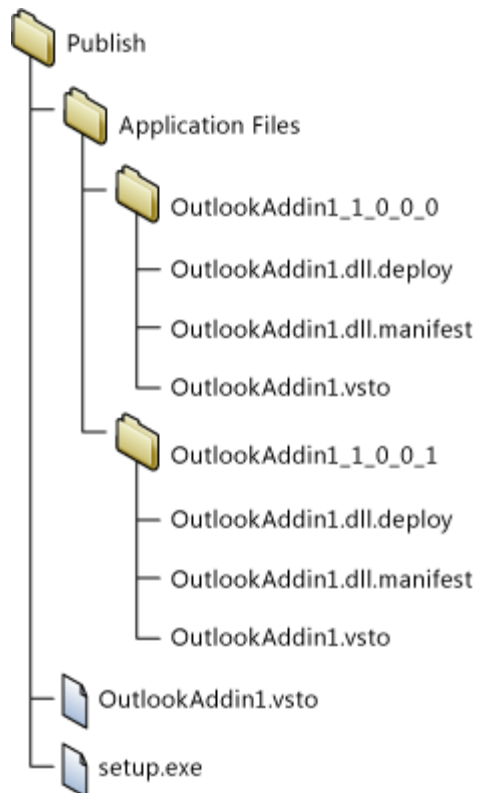 Publish
Application Files
OutlookAddin1_1_0_0_0
OutlookAddin1.dll.deploy
OutlookAddin1.dll.manifest
OutlookAddin1.vsto
OutlookAddin1_1_0_0_1
OutlookAddin1.dll.deploy
OutlookAddin1.dll.manifest
OutlookAddin1.vsto
OutlookAddin1.vsto
setup.exe